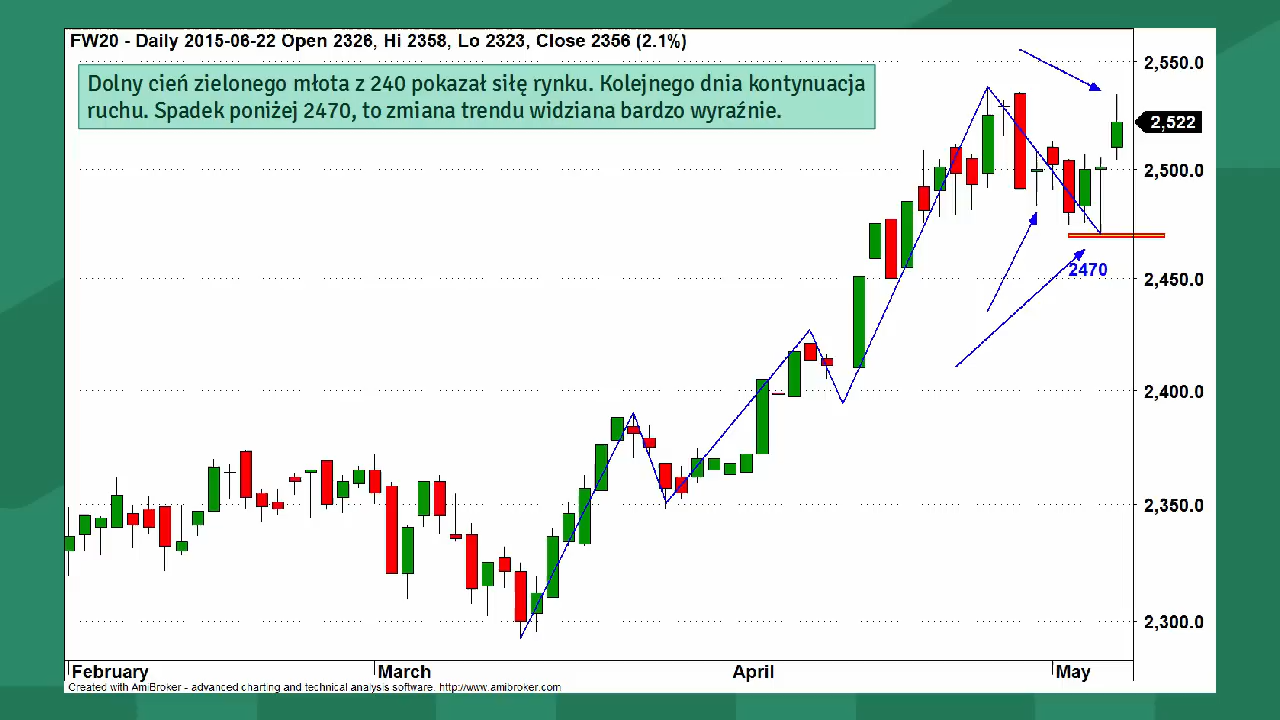 FW20 - Daily 2015-06-22 Open 2326, Hi 2358, Lo 2323, Close 2356 (2.1%)
Dolny cień zielonego młota z 240 pokazał siłę rynku. Kolejnego dnia kontynuacja
ruchu. Spadek poniżej 2470, to zmiana trendu widziana bardzo wyraźnie.
2,550.0
2,522
2,500.0
2,450.0
2470
2,400.0
2,350.0
2,300.0
February March April May
Created with AmiBroker - advanced charting and technical analysis software. http://www.amibroker.com